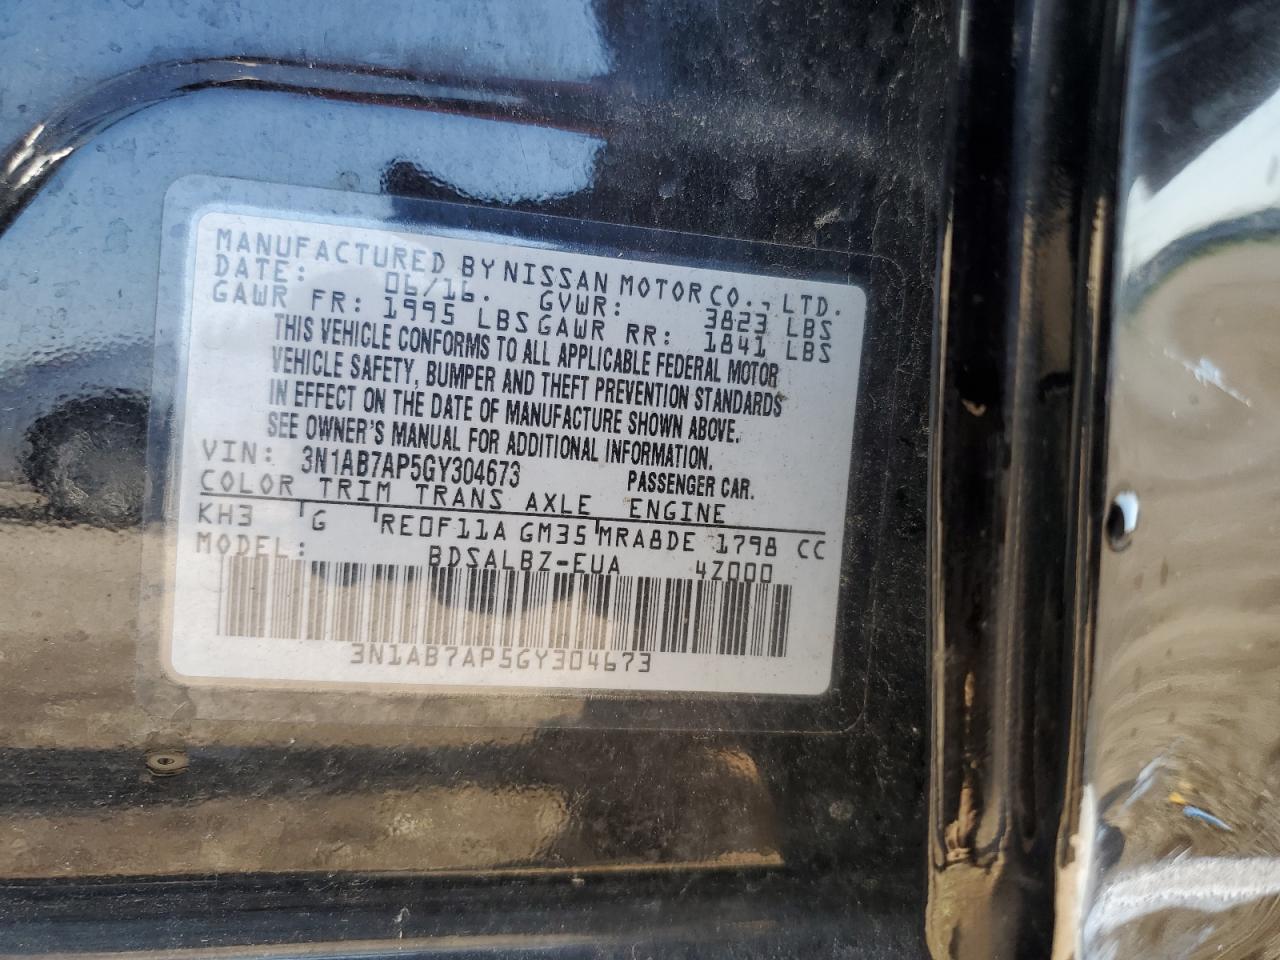 MANUFACTURED BY NISSAN MOTOR CO., LTD.
DATE: 06/16. GVWR: 3823 LBS
GAWR FR: 1995 LBS GAWR RR: 1841 LBS
THIS VEHICLE CONFORMS TO ALL APPLICABLE FEDERAL MOTOR
VEHICLE SAFETY, BUMPER AND THEFT PREVENTION STANDARDS
IN EFFECT ON THE DATE OF MANUFACTURE SHOWN ABOVE.
SEE OWNER'S MANUAL FOR ADDITIONAL INFORMATION.
VIN: 3N1AB7AP5GY304673 PASSENGER CAR.
COLOR TRIM TRANS AXLE ENGINE
KH3 G RE0F11A GM35 MRA8DE 1798 CC
MODEL: BDSALBZ-EUA 4Z000
3N1AB7AP5GY304673